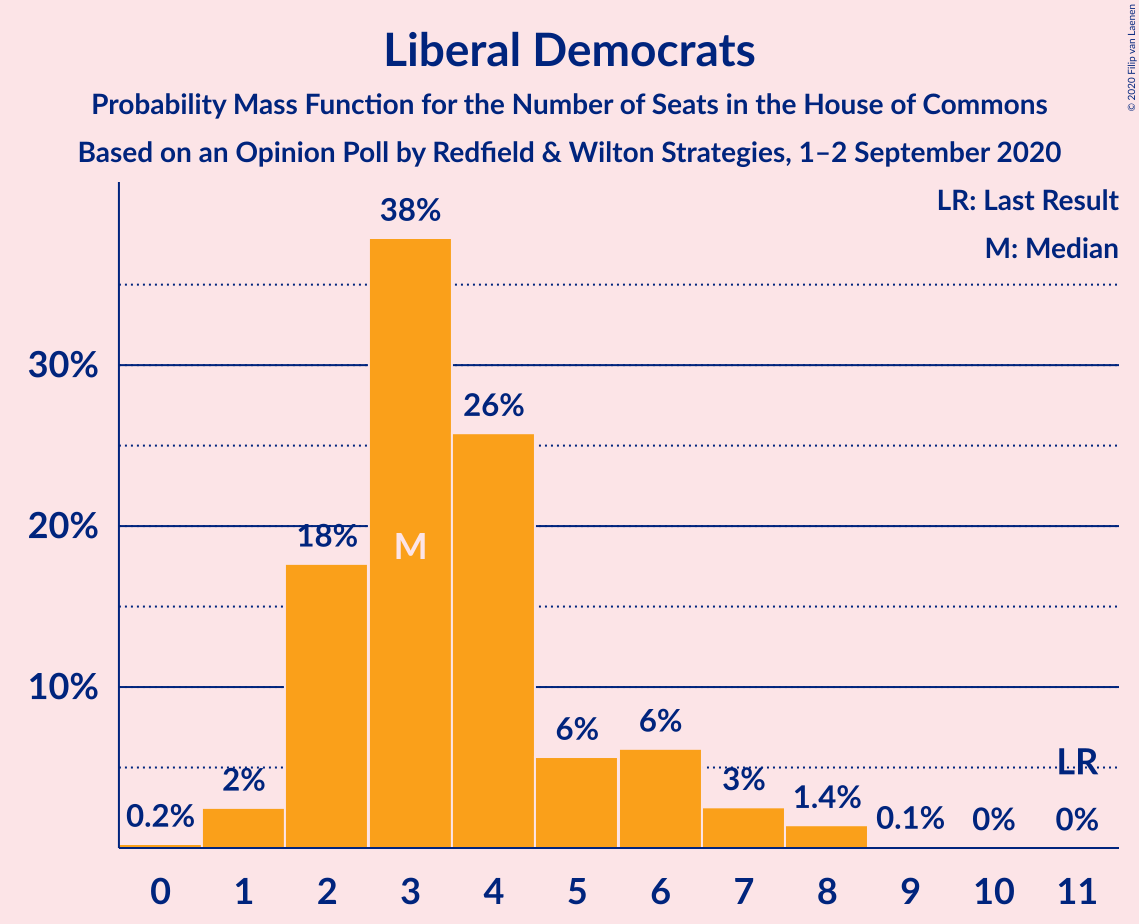 Liberal Democrats
Probability Mass Function for the Number of Seats in the House of Commons
Based on an Opinion Poll by Redfield & Wilton Strategies, 1–2 September 2020
© 2020 Filip van Laenen
LR: Last Result
M: Median
38%
30%
26%
20%
18%
M
10%
6%
6%
LR
2%
3%
0.2%
1.4%
0.1%
0%
0%
0 1 2 3 4 5 6 7 8 9 10 11